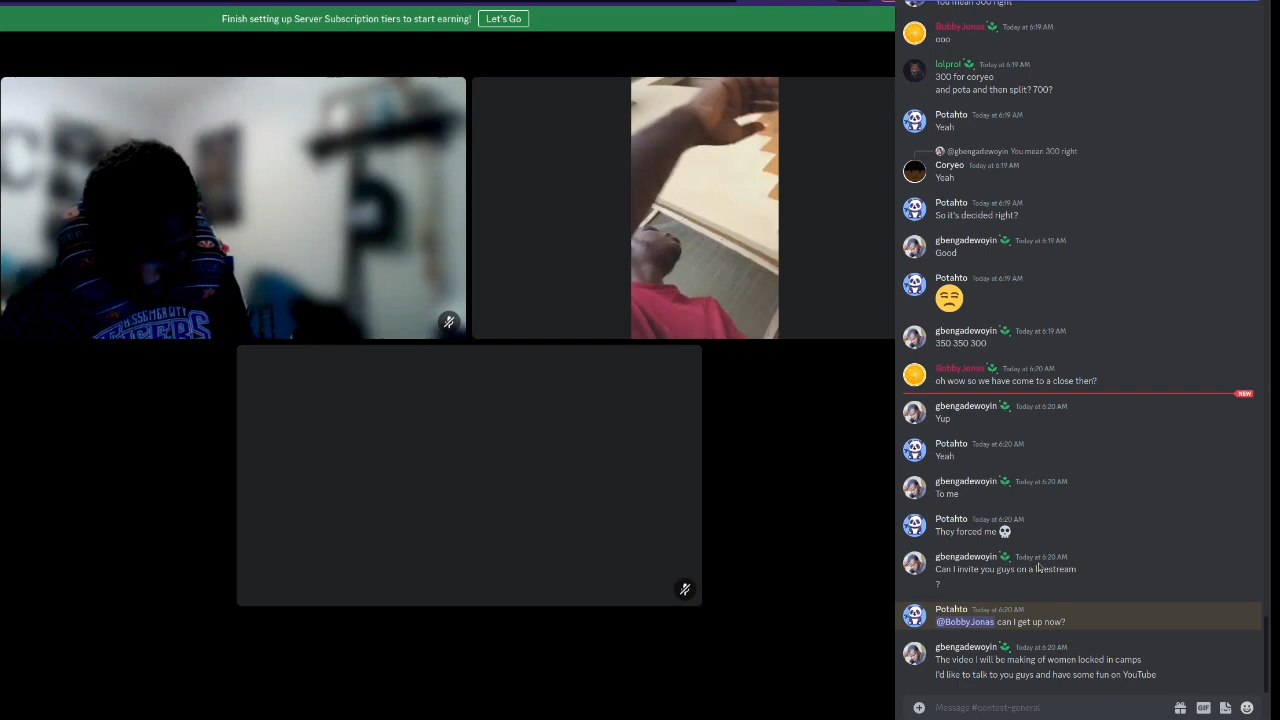 Finish setting up Server Subscription tiers to start earning!
Let's Go
You mean 300 right
BobbyJonas Today at 6:19 AM
ooo
lolpro! Today at 6:19 AM
300 for coryeo
and pota and then split? 700?
Potahto Today at 6:19 AM
Yeah
@gbengadewoyin You mean 300 right
Coryeo Today at 6:19 AM
Yeah
Potahto Today at 6:19 AM
So it's decided right?
gbengadewoyin Today at 6:19 AM
Good
Potahto Today at 6:19 AM
gbengadewoyin Today at 6:19 AM
350 350 300
BobbyJonas Today at 6:20 AM
oh wow so we have come to a close then?
NEW
gbengadewoyin Today at 6:20 AM
Yup
Potahto Today at 6:20 AM
Yeah
gbengadewoyin Today at 6:20 AM
To me
Potahto Today at 6:20 AM
They forced me
gbengadewoyin Today at 6:20 AM
Can I invite you guys on a livestream
?
Potahto Today at 6:20 AM
@BobbyJonas can I get up now?
gbengadewoyin Today at 6:20 AM
The video I will be making of women locked in camps
I'd like to talk to you guys and have some fun on YouTube
Message #contest-general
GIF